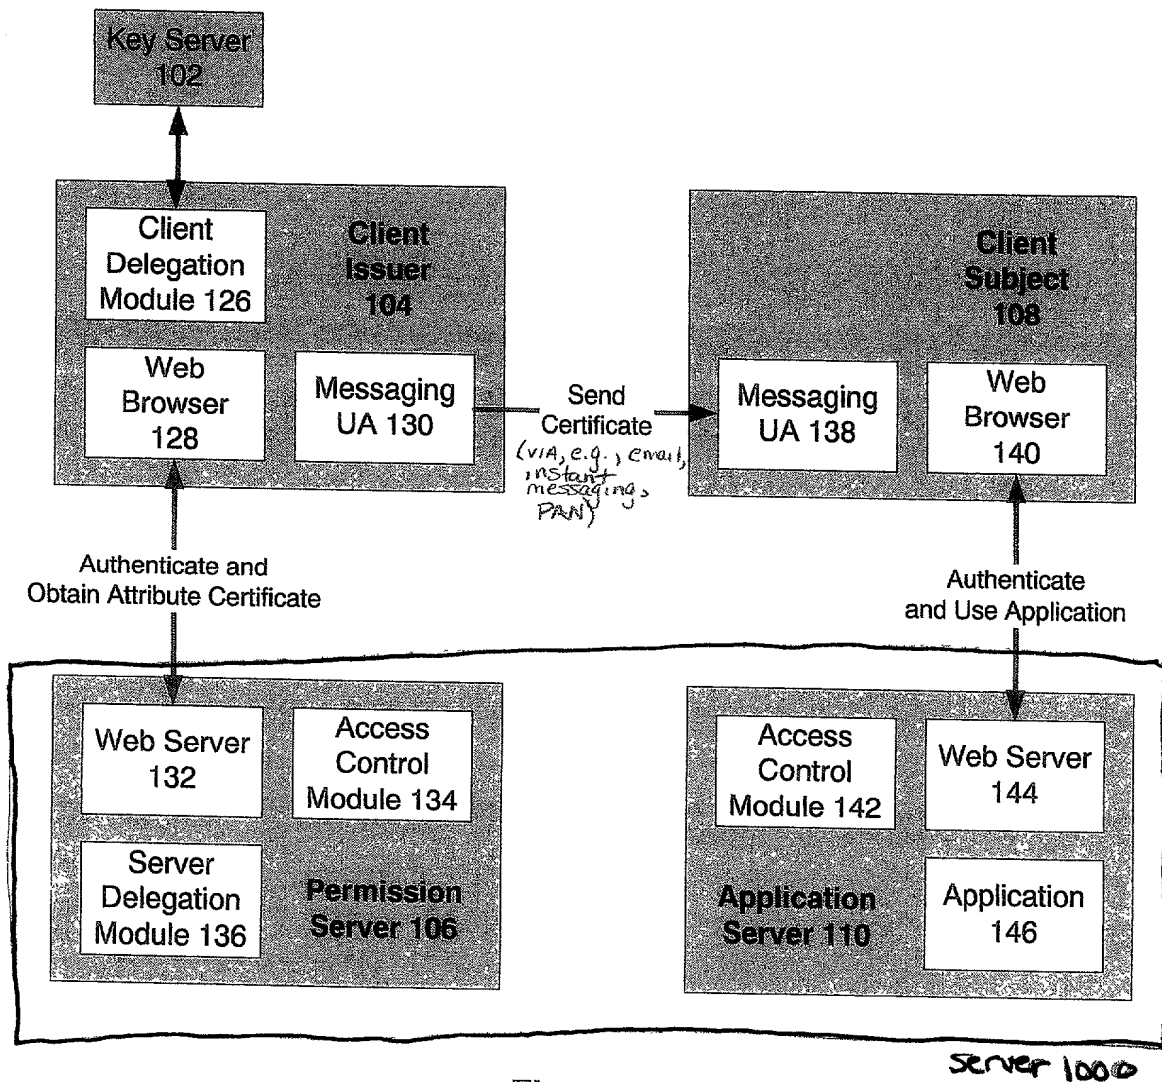 Key Server
102
Client
Delegation
Module 126
Client
Issuer
104
Web
Browser
128
Messaging
UA 130
Send
Certificate
(VIA, e.g., email,
instant
messaging,
PAN)
Client
Subject
108
Messaging
UA 138
Web
Browser
140
Authenticate and
Obtain Attribute Certificate
Authenticate
and Use Application
Web Server
132
Access
Control
Module 134
Server
Delegation
Module 136
Permission
Server 106
Access
Control
Module 142
Web Server
144
Application
Server 110
Application
146
Server 1000